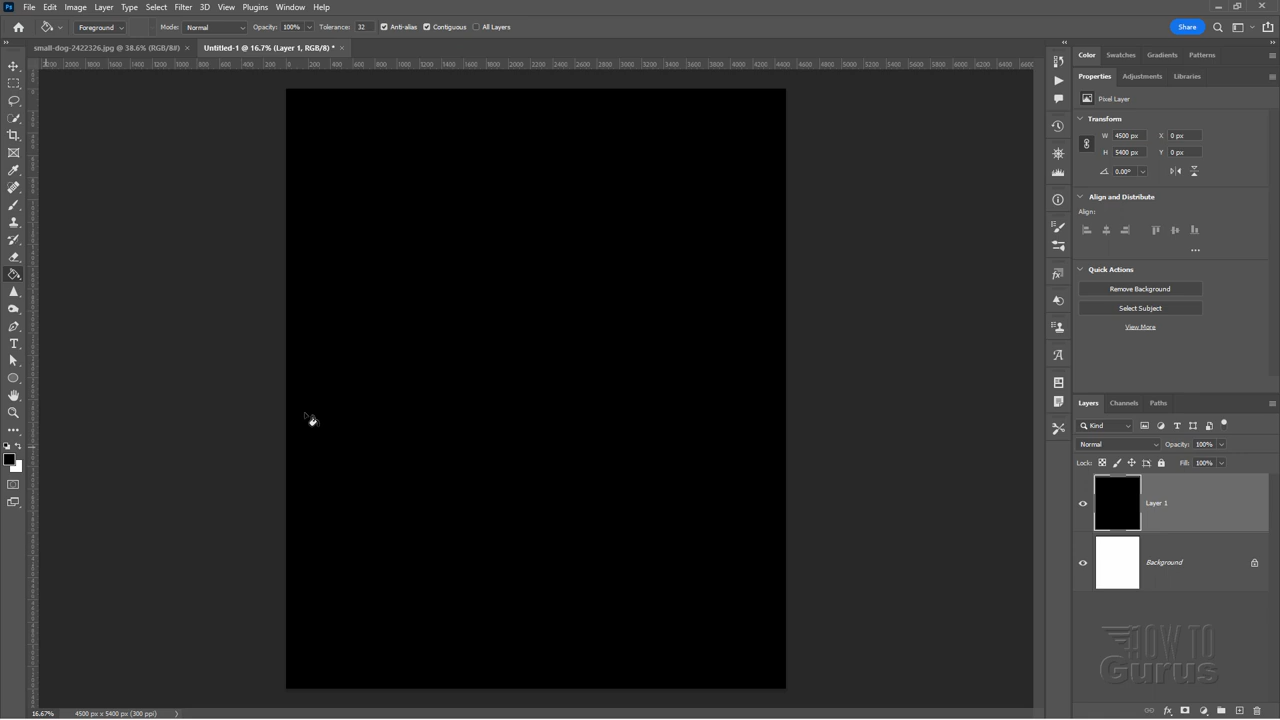 File Edit Image Layer Type Select Filter 3D View Plugins Window Help
Foreground Mode: Normal Opacity: 100% Tolerance: 32 Anti-alias Contiguous All Layers Share
small-dog-2422326.jpg @ 38.6% (RGB/8#) × Untitled-1 @ 16.7% (Layer 1, RGB/8) * ×
Color Swatches Gradients Patterns
Properties Adjustments Libraries
Pixel Layer
Transform
W 4500 px X 0 px
H 5400 px Y 0 px
0.00°
Align and Distribute
Align:
Quick Actions
Remove Background
Select Subject
View More
Layers Channels Paths
Kind
Normal Opacity: 100%
Lock: Fill: 100%
Layer 1
Background
HOW TO
Gurus
16.67% 4500 px x 5400 px (300 ppi)